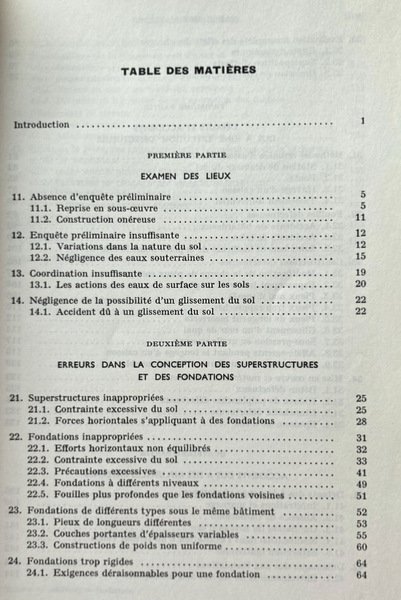 TABLE DES MATIÈRES
Introduction 1
PREMIÈRE PARTIE
EXAMEN DES LIEUX
11. Absence d'enquête préliminaire 5
11.1. Reprise en sous-œuvre 5
11.2. Construction onéreuse 11
12. Enquête préliminaire insuffisante 12
12.1. Variations dans la nature du sol 12
12.2. Négligence des eaux souterraines 15
13. Coordination insuffisante 19
13.1. Les actions des eaux de surface sur les sols 20
14. Négligence de la possibilité d'un glissement du sol 22
14.1. Accident dû à un glissement du sol 22
DEUXIÈME PARTIE
ERREURS DANS LA CONCEPTION DES SUPERSTRUCTURES
ET DES FONDATIONS
21. Superstructures inappropriées 25
21.1. Contrainte excessive du sol 25
21.2. Forces horiontales s'appliquant à des fondations 28
22. Fondations inappropriées 31
22.1. Efforts horizontaux non équilibrés 32
22.2. Contrainte excessive du sol 33
22.3. Précautions excessives 41
22.4. Fondations à différents niveaux 49
22.5. Fouilles plus profondes que les fondations voisines 51
23. Fondations de différents types sous le même bâtiment 52
23.1. Pieux de longueurs différentes 53
23.2. Couches portantes d'épaisseurs variables 55
23.3. Constructions de poids non uniforme 60
24. Fondations trop rigides 64
24.1. Exigences déraisonnables pour une fondation 64